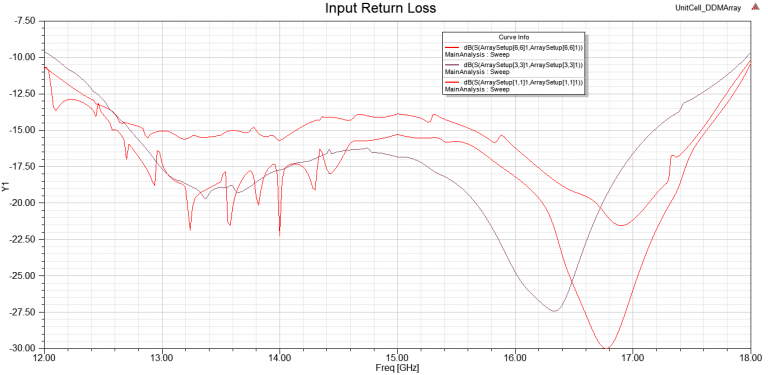 Input Return Loss
UnitCell_DDMArray
Curve Info
dB(S(ArraySetup[6,6]1,ArraySetup[6,6]1))
MainAnalysis : Sweep
dB(S(ArraySetup[3,3]1,ArraySetup[3,3]1))
MainAnalysis : Sweep
dB(S(ArraySetup[1,1]1,ArraySetup[1,1]1))
MainAnalysis : Sweep
-7.50
-10.00
-12.50
-15.00
-17.50
-20.00
-22.50
-25.00
-27.50
-30.00
Y1
12.00 13.00 14.00 15.00 16.00 17.00 18.00
Freq [GHz]